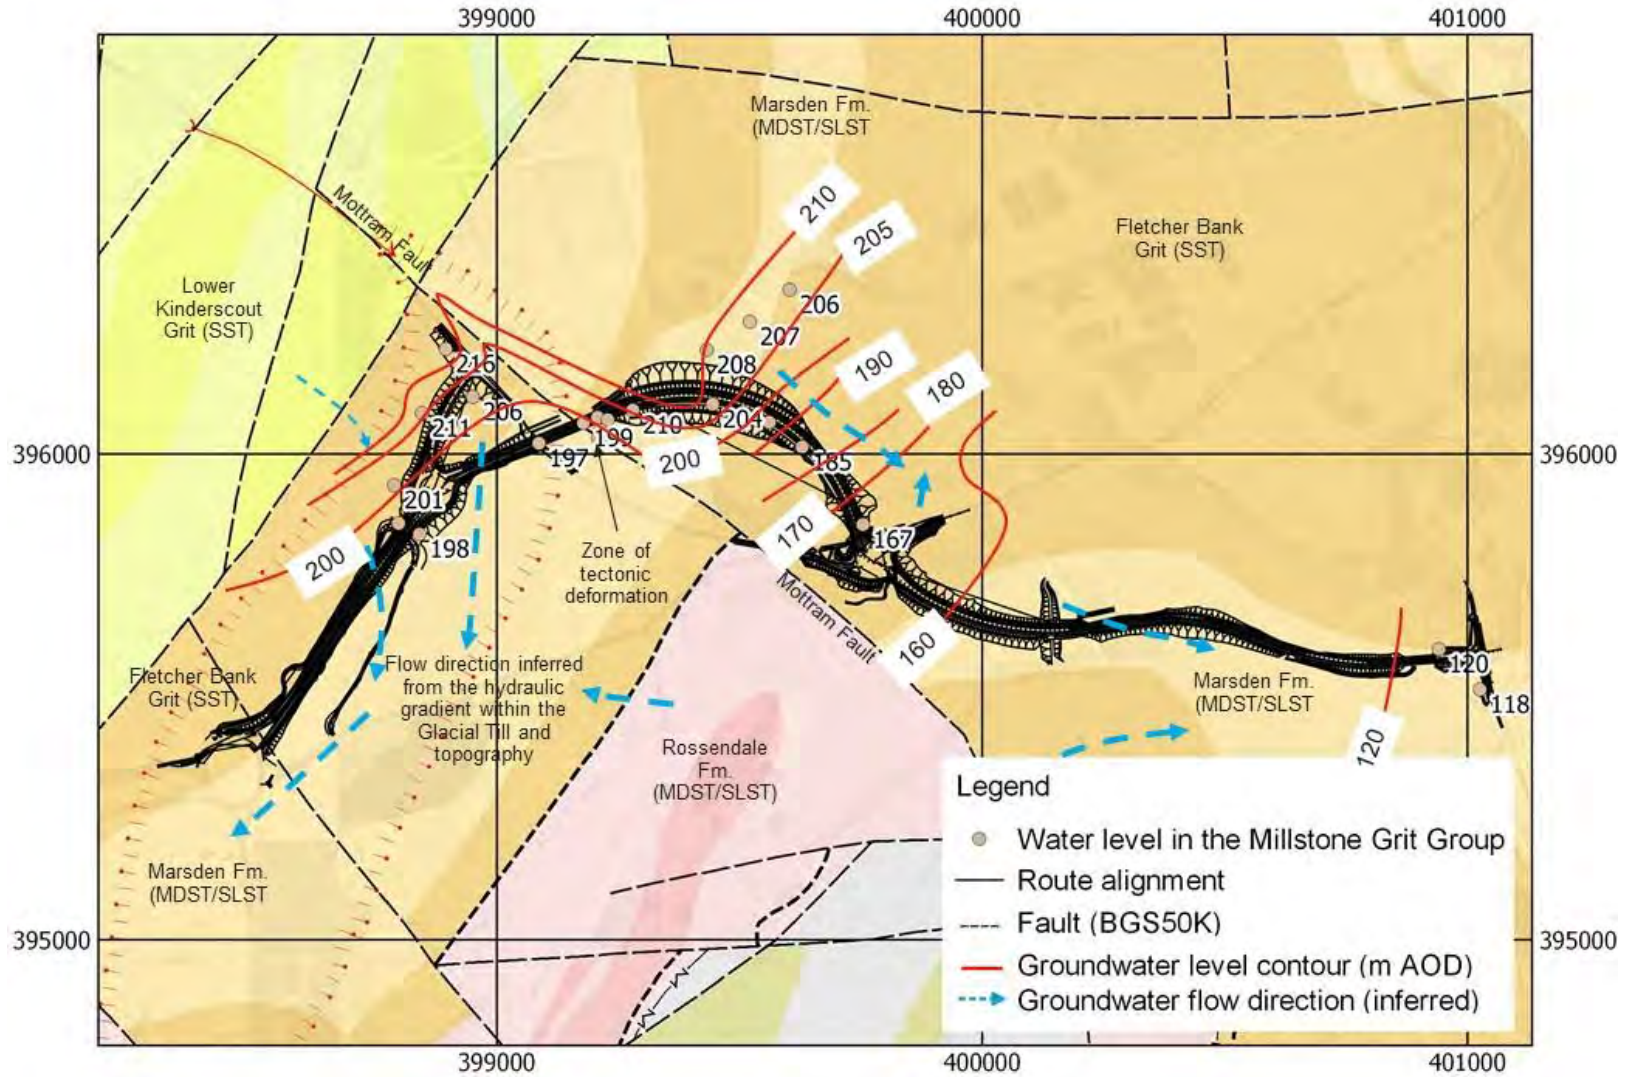 399000
400000
401000
Marsden Fm.
(MDST/SLST
Mottram Fault
210
205
Fletcher Bank
Grit (SST)
Lower
Kinderscout
Grit (SST)
206
207
208
216
190
180
206
211
210
204
199
396000
396000
197
200
185
201
198
200
170
167
Zone of
tectonic
deformation
Mottram Fault
160
Flow direction inferred
from the hydraulic
gradient within the
Glacial Till and
topography
Fletcher Bank
Grit (SST)
120
118
Marsden Fm.
(MDST/SLST
120
Rossendale
Fm.
(MDST/SLST)
Marsden Fm.
(MDST/SLST
Legend
Water level in the Millstone Grit Group
Route alignment
Fault (BGS50K)
Groundwater level contour (m AOD)
Groundwater flow direction (inferred)
395000
395000
399000
400000
401000